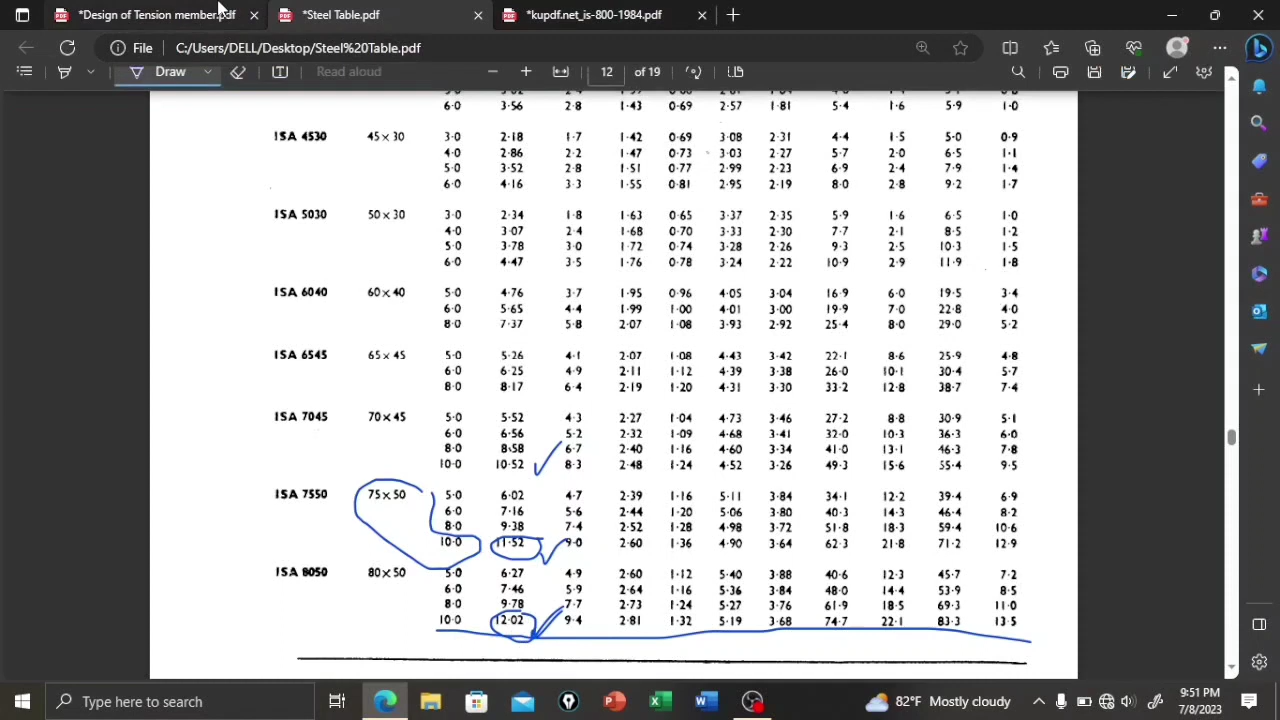 *Design of Tension member.pdf
*Steel Table.pdf
*kupdf.net_is-800-1984.pdf
File C:/Users/DELL/Desktop/Steel%20Table.pdf
Draw Read aloud 12 of 19
6·0 3·56 2·8 1·43 0·69 2·57 1·81 5·4 1·6 5·9 1·0
ISA 4530 45 × 30 3·0 2·18 1·7 1·42 0·69 3·08 2·31 4·4 1·5 5·0 0·9
4·0 2·86 2·2 1·47 0·73 3·03 2·27 5·7 2·0 6·5 1·1
5·0 3·52 2·8 1·51 0·77 2·99 2·23 6·9 2·4 7·9 1·4
6·0 4·16 3·3 1·55 0·81 2·95 2·19 8·0 2·8 9·2 1·7
ISA 5030 50 × 30 3·0 2·34 1·8 1·63 0·65 3·37 2·35 5·9 1·6 6·5 1·0
4·0 3·07 2·4 1·68 0·70 3·33 2·30 7·7 2·1 8·5 1·2
5·0 3·78 3·0 1·72 0·74 3·28 2·26 9·3 2·5 10·3 1·5
6·0 4·47 3·5 1·76 0·78 3·24 2·22 10·9 2·9 11·9 1·8
ISA 6040 60 × 40 5·0 4·76 3·7 1·95 0·96 4·05 3·04 16·9 6·0 19·5 3·4
6·0 5·65 4·4 1·99 1·00 4·01 3·00 19·9 7·0 22·8 4·0
8·0 7·37 5·8 2·07 1·08 3·93 2·92 25·4 8·0 29·0 5·2
ISA 6545 65 × 45 5·0 5·26 4·1 2·07 1·08 4·43 3·42 22·1 8·6 25·9 4·8
6·0 6·25 4·9 2·11 1·12 4·39 3·38 26·0 10·1 30·4 5·7
8·0 8·17 6·4 2·19 1·20 4·31 3·30 33·2 12·8 38·7 7·4
ISA 7045 70 × 45 5·0 5·52 4·3 2·27 1·04 4·73 3·46 27·2 8·8 30·9 5·1
6·0 6·56 5·2 2·32 1·09 4·68 3·41 32·0 10·3 36·3 6·0
8·0 8·58 6·7 2·40 1·16 4·60 3·34 41·0 13·1 46·3 7·8
10·0 10·52 8·3 2·48 1·24 4·52 3·26 49·3 15·6 55·4 9·5
ISA 7550 75 × 50 5·0 6·02 4·7 2·39 1·16 5·11 3·84 34·1 12·2 39·4 6·9
6·0 7·16 5·6 2·44 1·20 5·06 3·80 40·3 14·3 46·4 8·2
8·0 9·38 7·4 2·52 1·28 4·98 3·72 51·8 18·3 59·4 10·6
10·0 11·52 9·0 2·60 1·36 4·90 3·64 62·3 21·8 71·2 12·9
ISA 8050 80 × 50 5·0 6·27 4·9 2·60 1·12 5·40 3·88 40·6 12·3 45·7 7·2
6·0 7·46 5·9 2·64 1·16 5·36 3·84 48·0 14·4 53·9 8·5
8·0 9·78 7·7 2·73 1·24 5·27 3·76 61·9 18·5 69·3 11·0
10·0 12·02 9·4 2·81 1·32 5·19 3·68 74·7 22·1 83·3 13·5
Type here to search
82°F Mostly cloudy
9:51 PM
7/8/2023